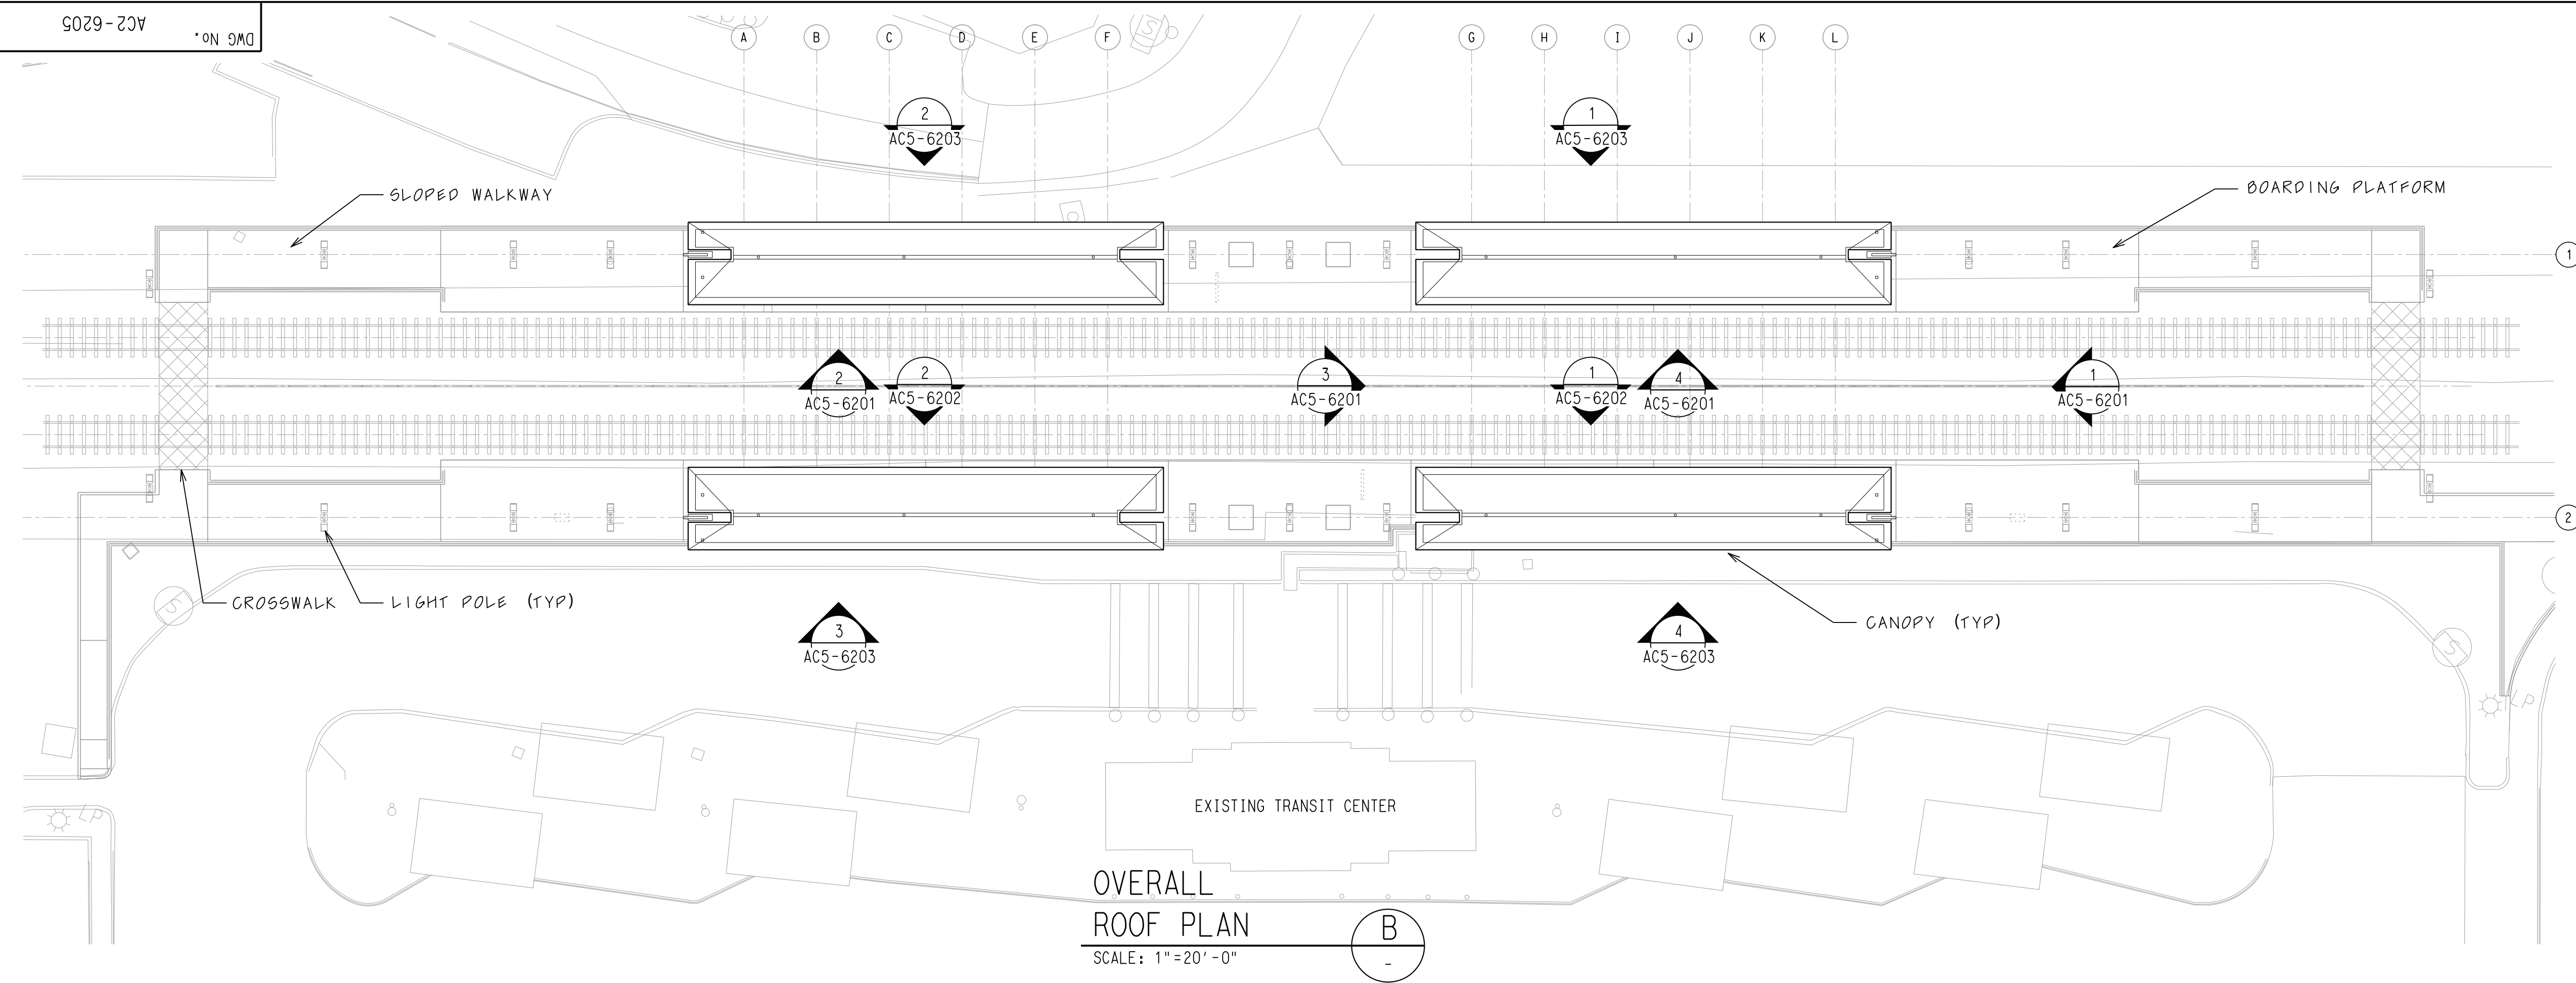 DWG No. AC2-6205
A B C D E F G H I J K L
2
AC5-6203
1
AC5-6203
SLOPED WALKWAY
BOARDING PLATFORM
1
2
AC5-6201
2
AC5-6202
3
AC5-6201
1
AC5-6202
4
AC5-6201
1
AC5-6201
2
S
S
S
CROSSWALK
LIGHT POLE (TYP)
3
AC5-6203
4
AC5-6203
CANOPY (TYP)
LP
LP
EXISTING TRANSIT CENTER
OVERALL
ROOF PLAN
B
-
SCALE: 1"=20'-0"